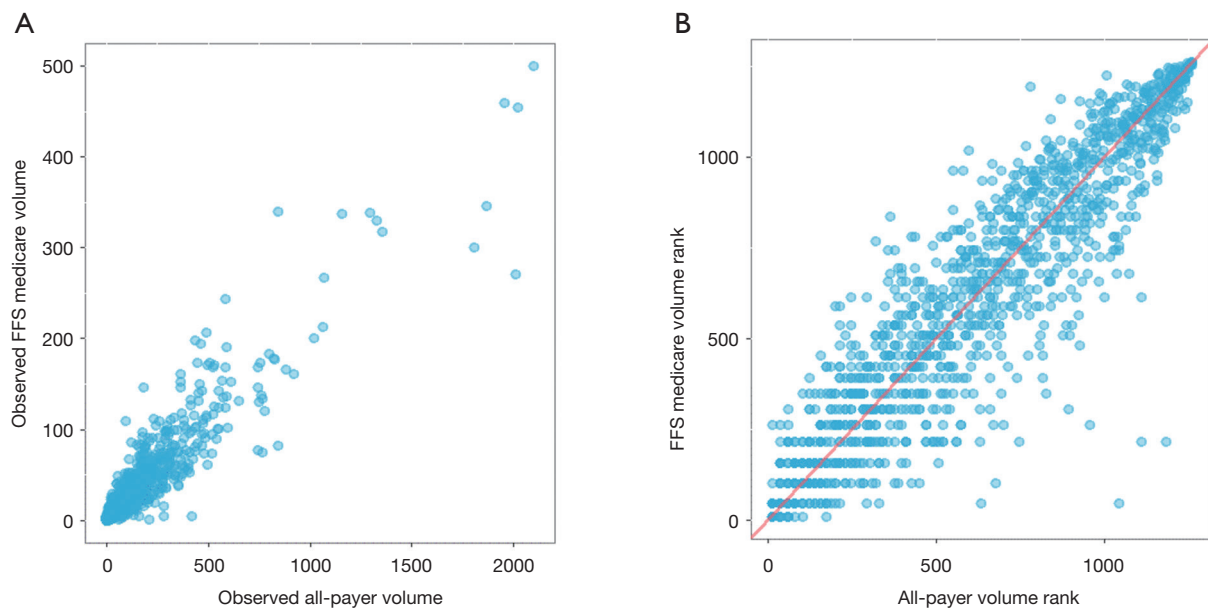 A
500
400
300
200
100
0
Observed FFS medicare volume
0 500 1000 1500 2000
Observed all-payer volume
B
1000
500
0
FFS medicare volume rank
0 500 1000
All-payer volume rank